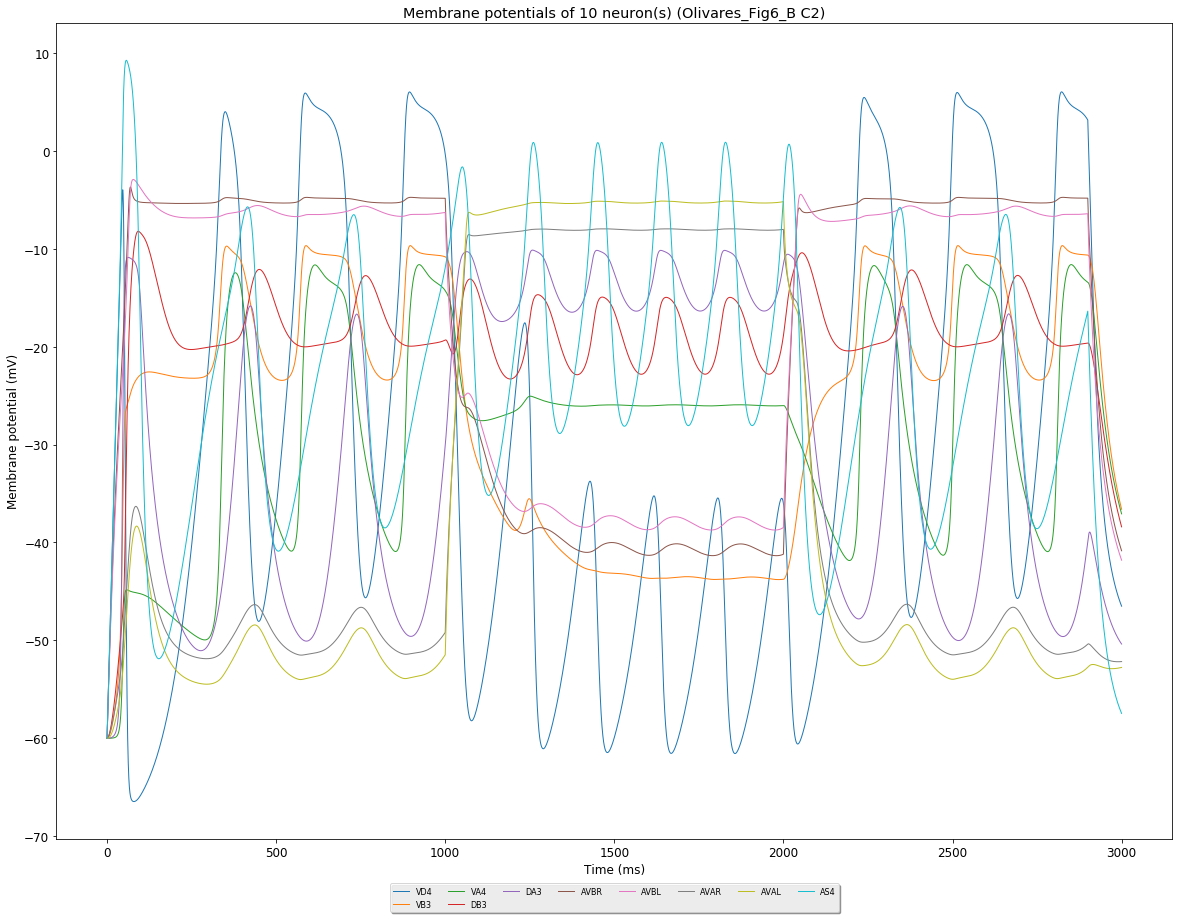 Membrane potentials of 10 neuron(s) (Olivares_Fig6_B C2)
10
0
−10
−20
−30
−40
−50
−60
−70
Membrane potential (mV)
0 500 1000 1500 2000 2500 3000
Time (ms)
VD4 VA4 DA3 AVBR AVBL AVAR AVAL AS4
VB3 DB3